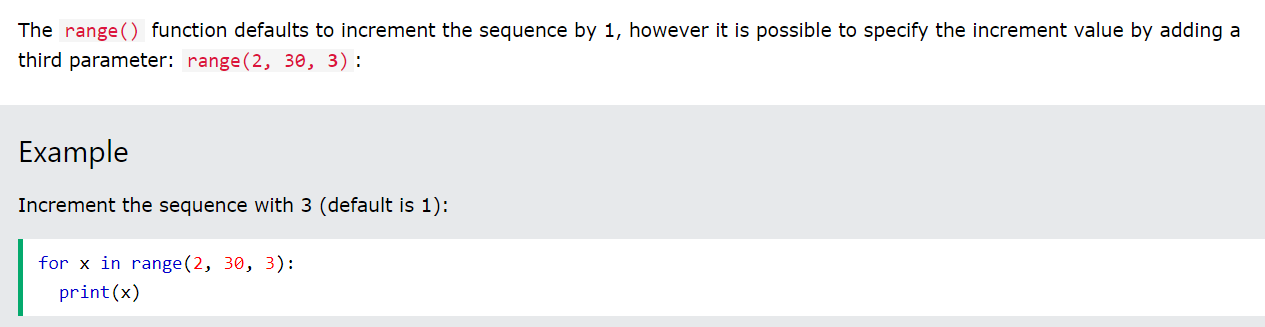 The range() function defaults to increment the sequence by 1, however it is possible to specify the increment value by adding a
third parameter: range(2, 30, 3):
Example
Increment the sequence with 3 (default is 1):
for x in range(2, 30, 3):
  print(x)